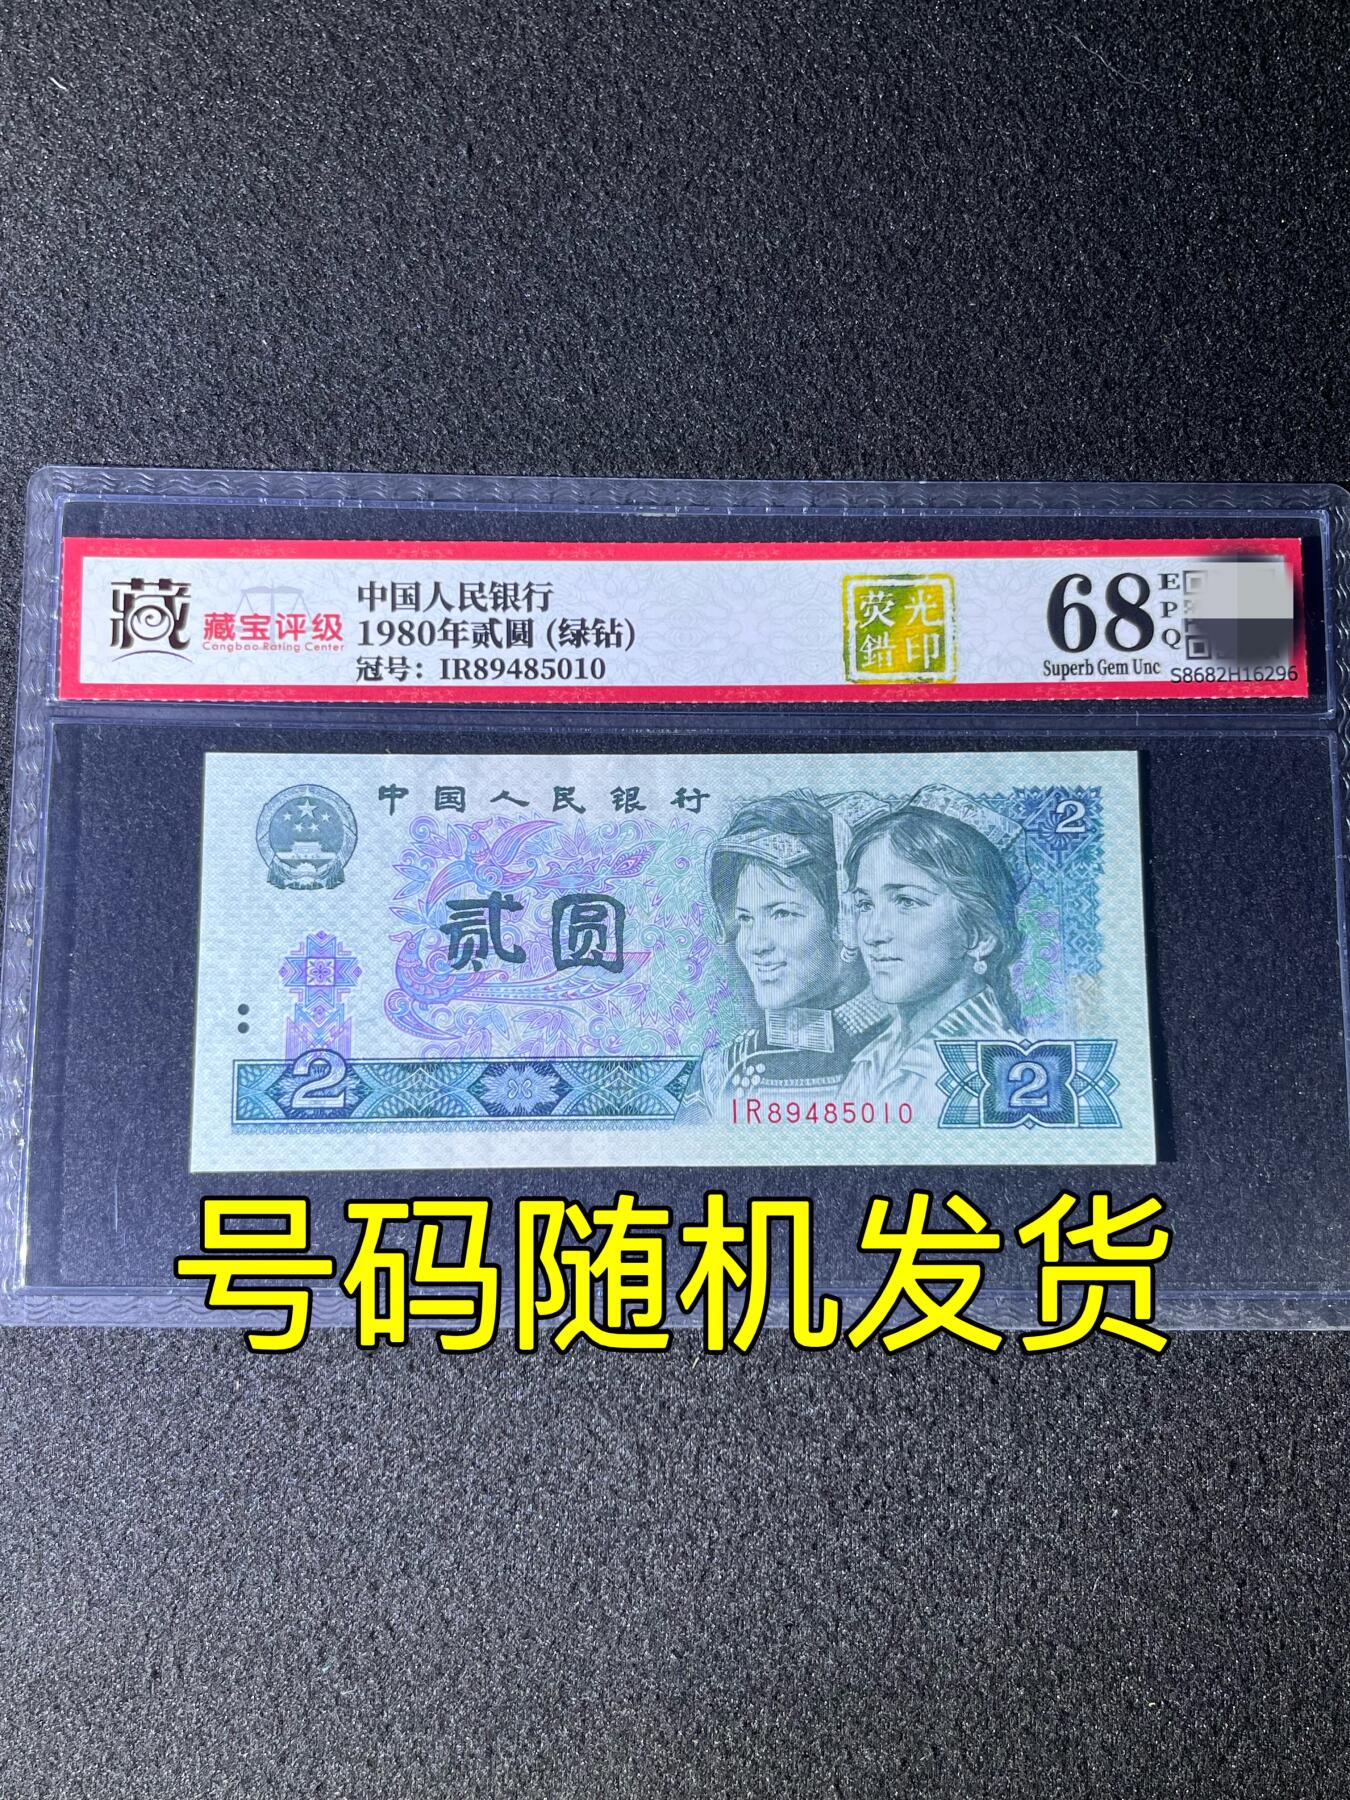 藏
藏宝评级
Cangbao Rating Center
中国人民银行
1980年贰圆 (绿钻)
冠号: IR89485010
荧光
錯印
68 EPQ
Superb Gem Unc
S8682H16296
中国人民银行
2
贰圆
2
IR89485010
2
号码随机发货